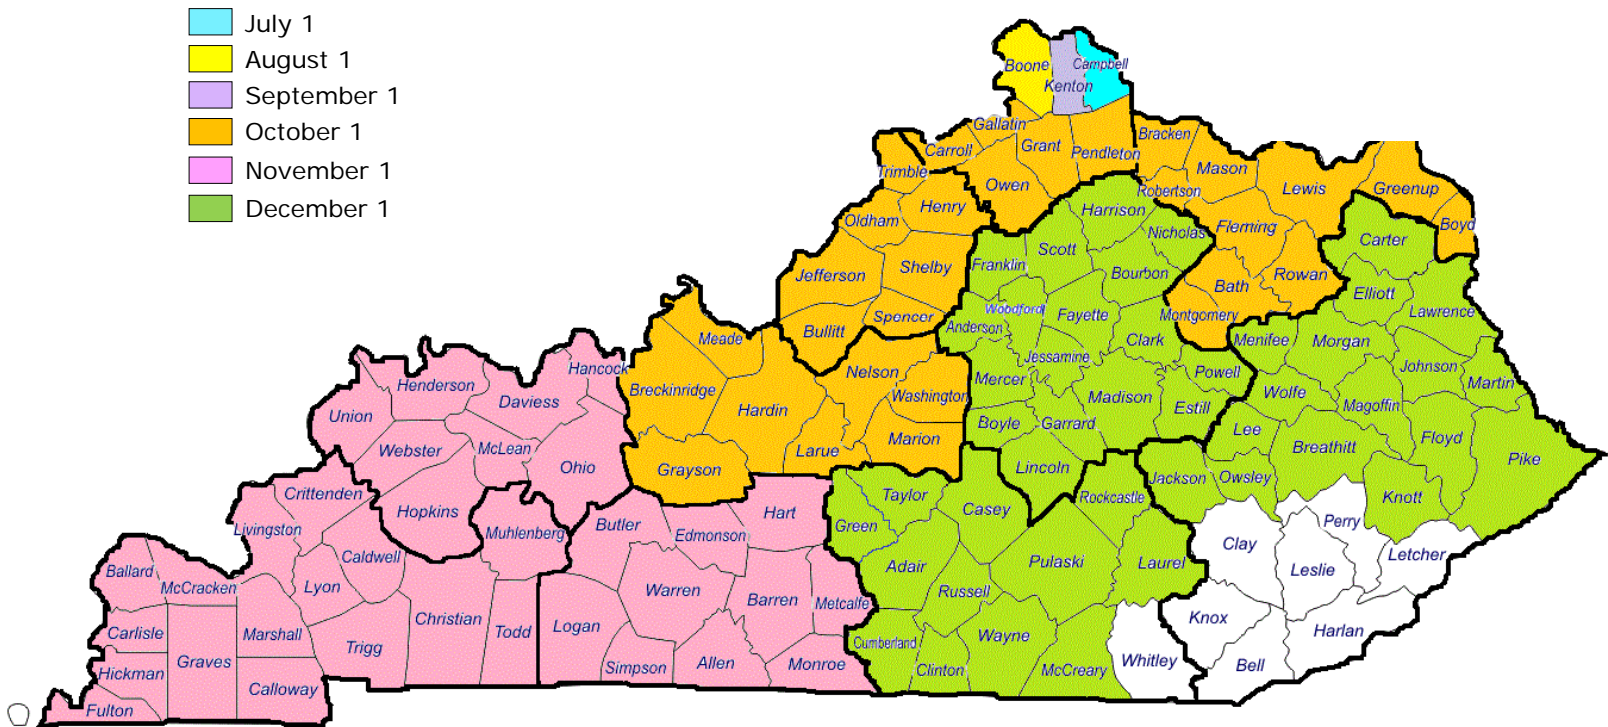 July 1
August 1
September 1
October 1
November 1
December 1
Boone
Campbell
Kenton
Gallatin
Carroll
Grant
Pendleton
Bracken
Mason
Trimble
Owen
Robertson
Lewis
Greenup
Oldham
Henry
Harrison
Nicholas
Fleming
Boyd
Jefferson
Shelby
Franklin
Scott
Bourbon
Bath
Rowan
Carter
Elliott
Lawrence
Bullitt
Spencer
Anderson
Woodford
Fayette
Clark
Montgomery
Menifee
Morgan
Meade
Nelson
Jessamine
Powell
Johnson
Martin
Hancock
Breckinridge
Washington
Mercer
Madison
Estill
Wolfe
Magoffin
Henderson
Daviess
Union
Hardin
Larue
Marion
Boyle
Garrard
Lee
Breathitt
Floyd
Pike
Webster
McLean
Ohio
Grayson
Lincoln
Jackson
Owsley
Knott
Crittenden
Livingston
Hopkins
Muhlenberg
Butler
Edmonson
Hart
Green
Taylor
Casey
Rockcastle
Clay
Perry
Leslie
Letcher
Ballard
McCracken
Caldwell
Lyon
Warren
Barren
Metcalfe
Adair
Russell
Pulaski
Laurel
Carlisle
Marshall
Trigg
Christian
Todd
Logan
Cumberland
Wayne
Knox
Harlan
Hickman
Graves
Calloway
Simpson
Allen
Monroe
Clinton
McCreary
Whitley
Bell
Fulton